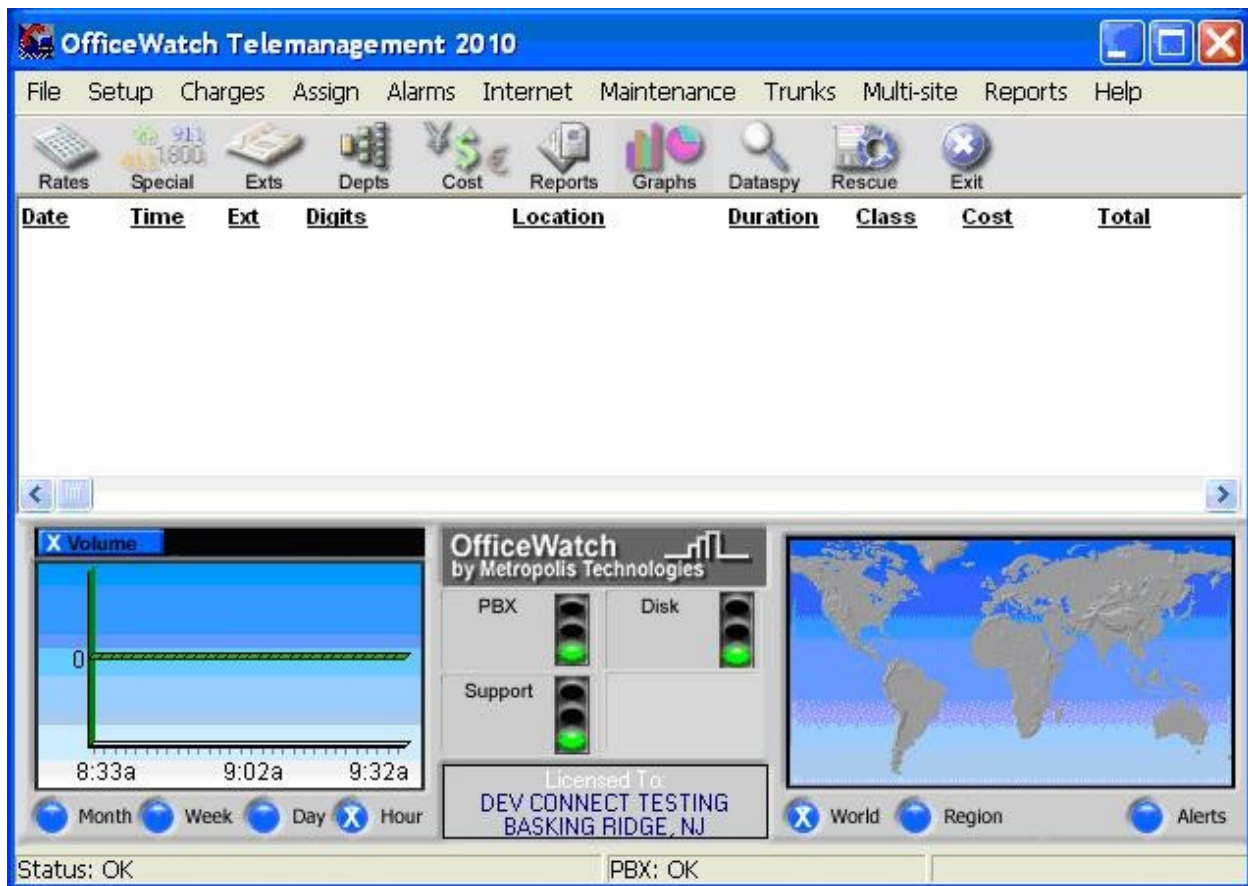 OfficeWatch Telemanagement 2010
File Setup Charges Assign Alarms Internet Maintenance Trunks Multi-site Reports Help
911
1800
Rates Special Exts Depts Cost Reports Graphs Dataspy Rescue Exit
Date Time Ext Digits Location Duration Class Cost Total
X Volume
0
8:33a 9:02a 9:32a
Month Week Day X Hour
OfficeWatch
by Metropolis Technologies
PBX Disk
Support
Licensed To:
DEV CONNECT TESTING
BASKING RIDGE, NJ
X World Region Alerts
Status: OK PBX: OK